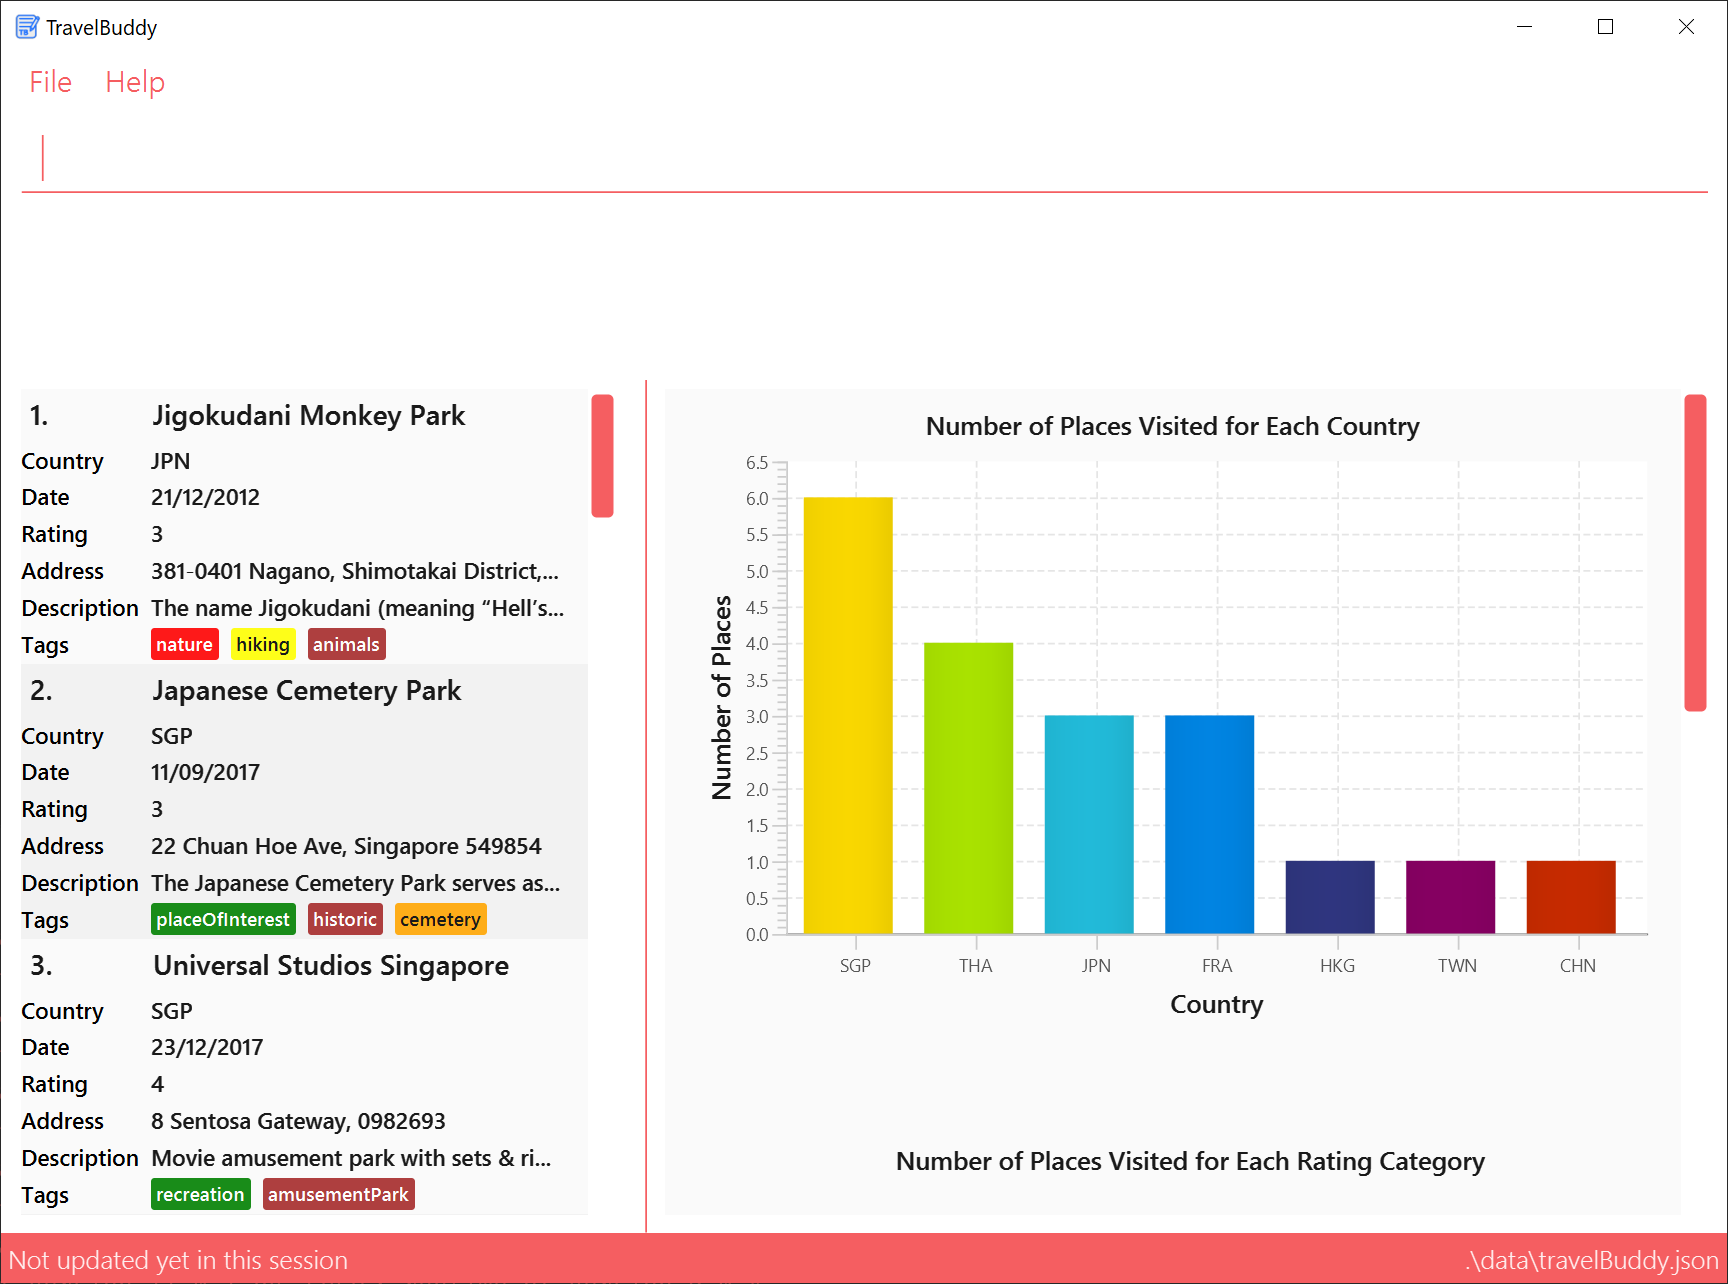 TravelBuddy
File Help
1. Jigokudani Monkey Park
Country JPN
Date 21/12/2012
Rating 3
Address 381-0401 Nagano, Shimotakai District,...
Description The name Jigokudani (meaning “Hell’s...
Tags nature hiking animals
2. Japanese Cemetery Park
Country SGP
Date 11/09/2017
Rating 3
Address 22 Chuan Hoe Ave, Singapore 549854
Description The Japanese Cemetery Park serves as...
Tags placeOfInterest historic cemetery
3. Universal Studios Singapore
Country SGP
Date 23/12/2017
Rating 4
Address 8 Sentosa Gateway, 0982693
Description Movie amusement park with sets & ri...
Tags recreation amusementPark
Number of Places Visited for Each Country
Number of Places
6.5
6.0
5.5
5.0
4.5
4.0
3.5
3.0
2.5
2.0
1.5
1.0
0.5
0.0
SGP THA JPN FRA HKG TWN CHN
Country
Number of Places Visited for Each Rating Category
Not updated yet in this session
.\data\travelBuddy.json